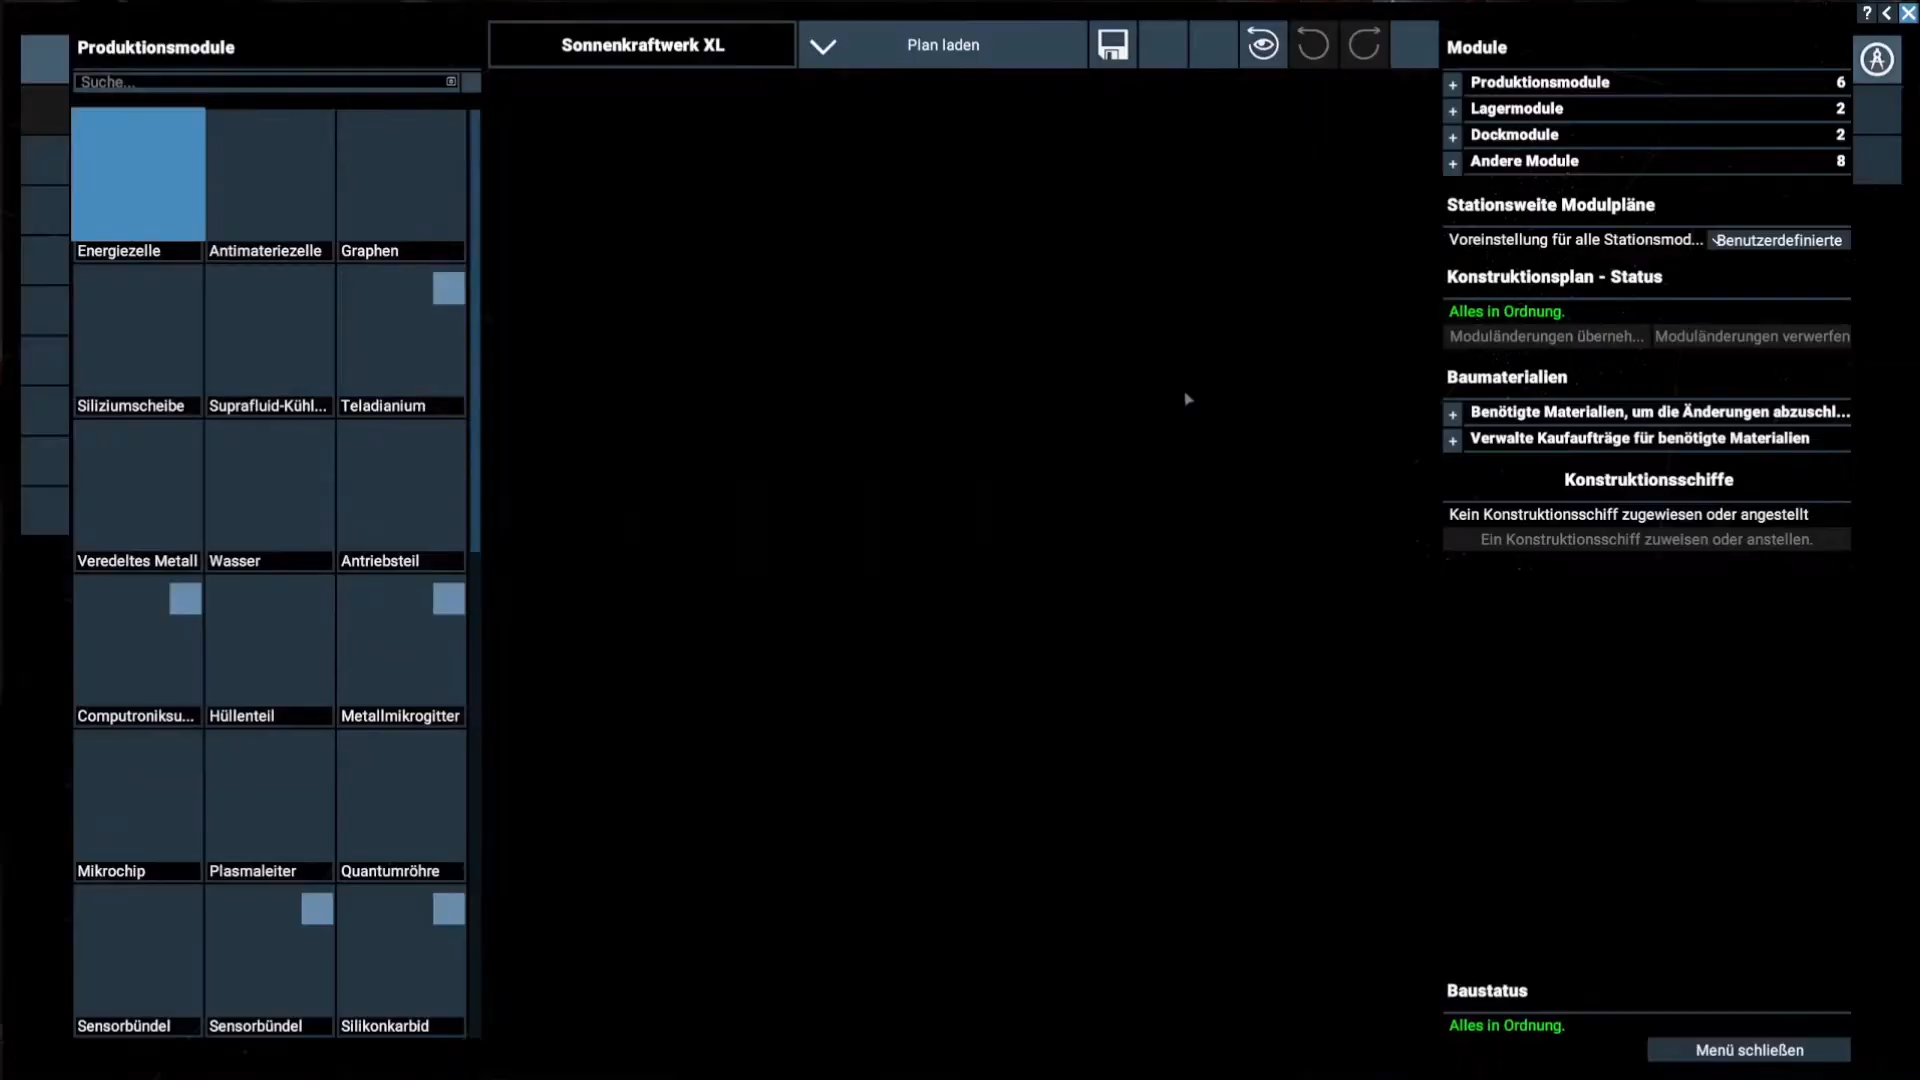 ?
Produktionsmodule
Suche...
Energiezelle
Antimateriezelle
Graphen
Siliziumscheibe
Suprafluid-Kühl...
Teladianium
Veredeltes Metall
Wasser
Antriebsteil
Computroniksu...
Hüllenteil
Metallmikrogitter
Mikrochip
Plasmaleiter
Quantumröhre
Sensorbündel
Sensorbündel
Silikonkarbid
Sonnenkraftwerk XL
Plan laden
Module
Produktionsmodule 6
Lagermodule 2
Dockmodule 2
Andere Module 8
Stationsweite Modulpläne
Voreinstellung für alle Stationsmod... Benutzerdefinierte
Konstruktionsplan - Status
Alles in Ordnung.
Moduländerungen überneh... Moduländerungen verwerfen
Baumaterialien
Benötigte Materialien, um die Änderungen abzuschl...
Verwalte Kaufaufträge für benötigte Materialien
Konstruktionsschiffe
Kein Konstruktionsschiff zugewiesen oder angestellt
Ein Konstruktionsschiff zuweisen oder anstellen.
Baustatus
Alles in Ordnung.
Menü schließen